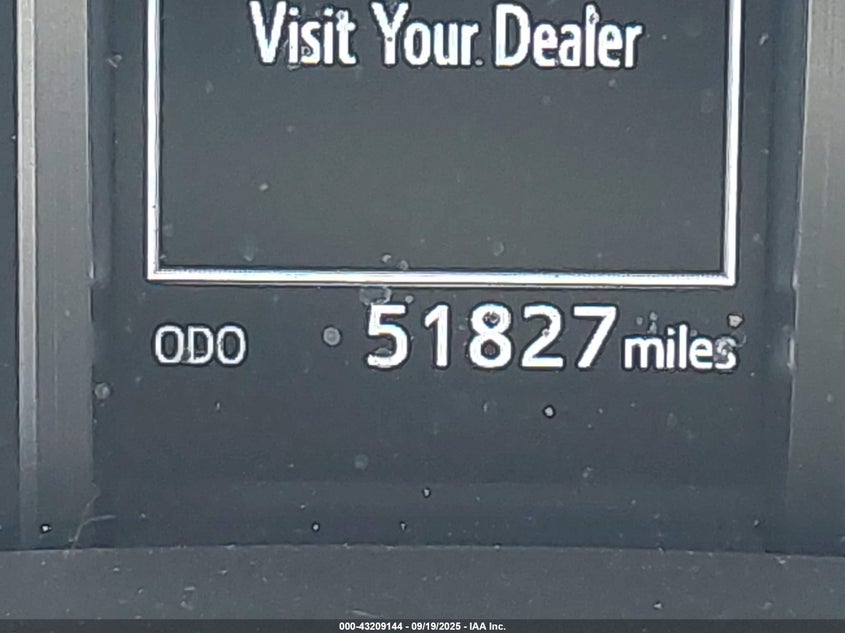 Visit Your Dealer
ODO 51827 miles
000-43209144 - 09/19/2025 - IAA Inc.